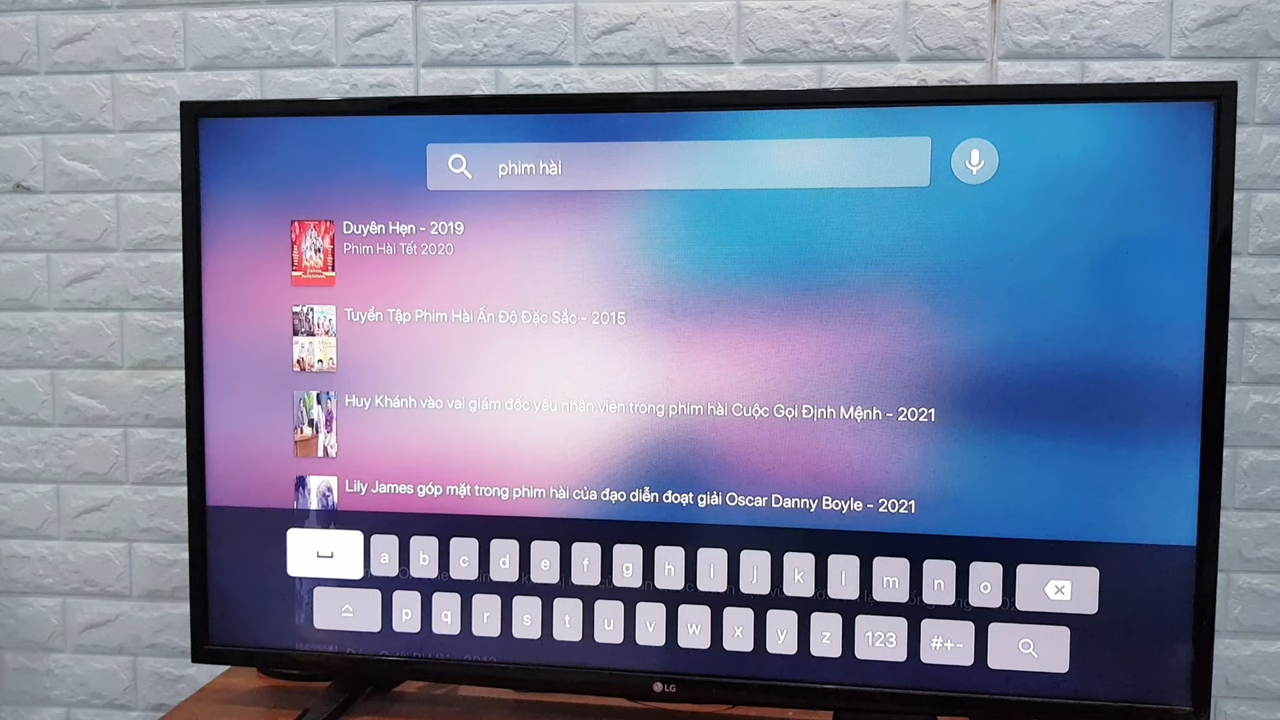 phim hài
Duyên Hẹn - 2019
Phim Hài Tết 2020
Tuyển Tập Phim Hài Ấn Độ Đặc Sắc - 2015
Huy Khánh vào vai giám đốc yêu nhân viên trong phim hài Cuộc Gọi Định Mệnh - 2021
Lily James góp mặt trong phim hài của đạo diễn đoạt giải Oscar Danny Boyle - 2021
a b c d e f g h i j k l m n o
p q r s t u v w x y z 123 #+-
LG